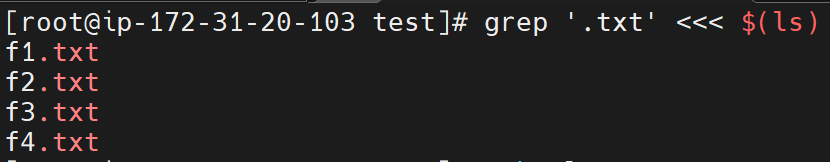 [root@ip-172-31-20-103 test]# grep '.txt' <<< $(ls)
f1.txt
f2.txt
f3.txt
f4.txt